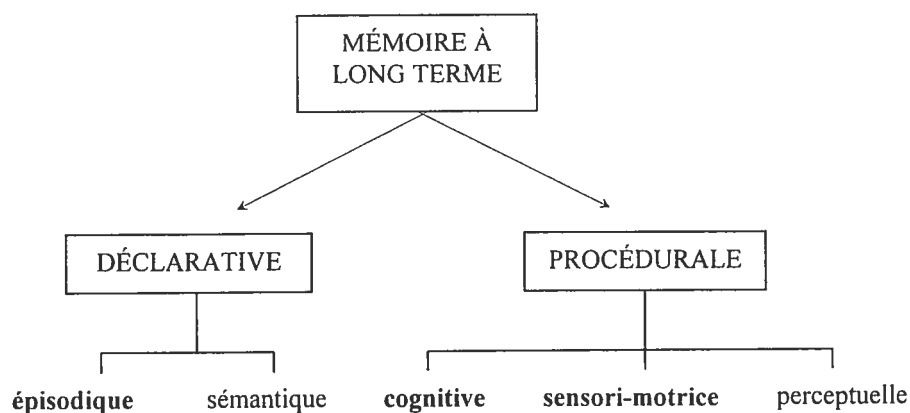 MÉMOIRE À
LONG TERME
DÉCLARATIVE
PROCÉDURALE
épisodique sémantique cognitive sensori-motrice perceptuelle